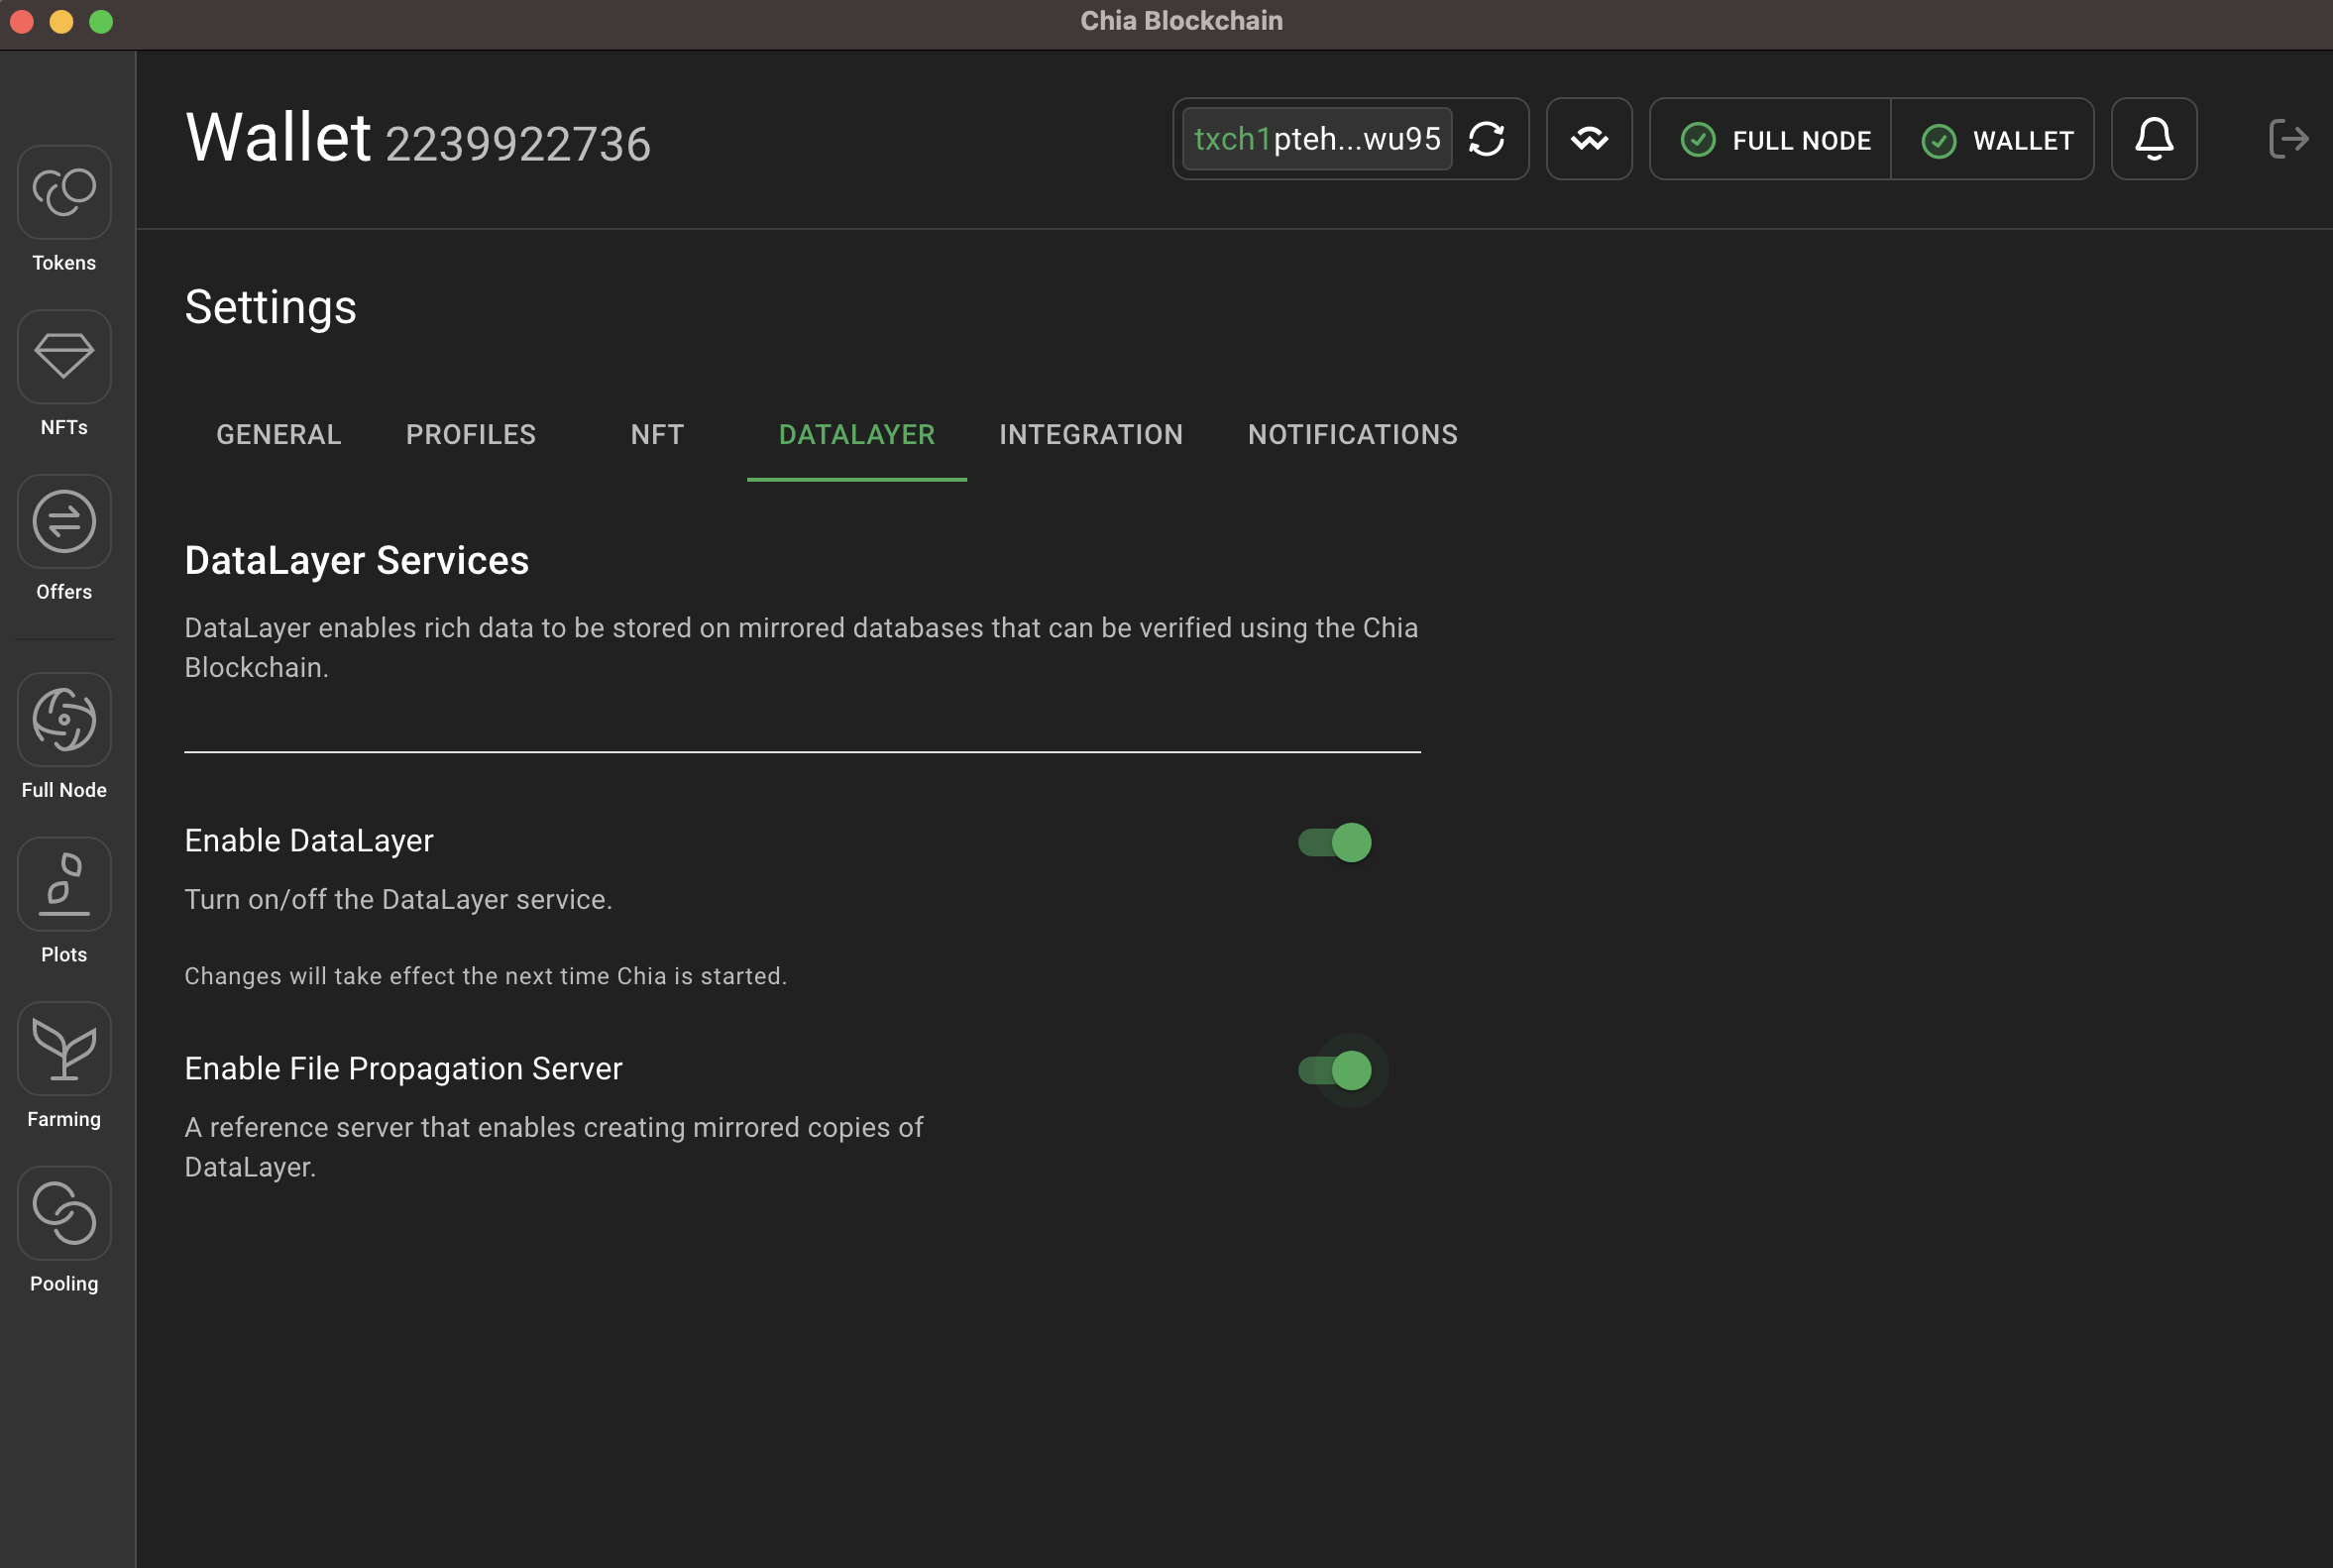 Chia Blockchain
Wallet 2239922736
txch1pteh...wu95
FULL NODE
WALLET
Tokens
NFTs
Offers
Full Node
Plots
Farming
Pooling
Settings
GENERAL
PROFILES
NFT
DATALAYER
INTEGRATION
NOTIFICATIONS
DataLayer Services
DataLayer enables rich data to be stored on mirrored databases that can be verified using the Chia
Blockchain.
Enable DataLayer
Turn on/off the DataLayer service.
Changes will take effect the next time Chia is started.
Enable File Propagation Server
A reference server that enables creating mirrored copies of
DataLayer.